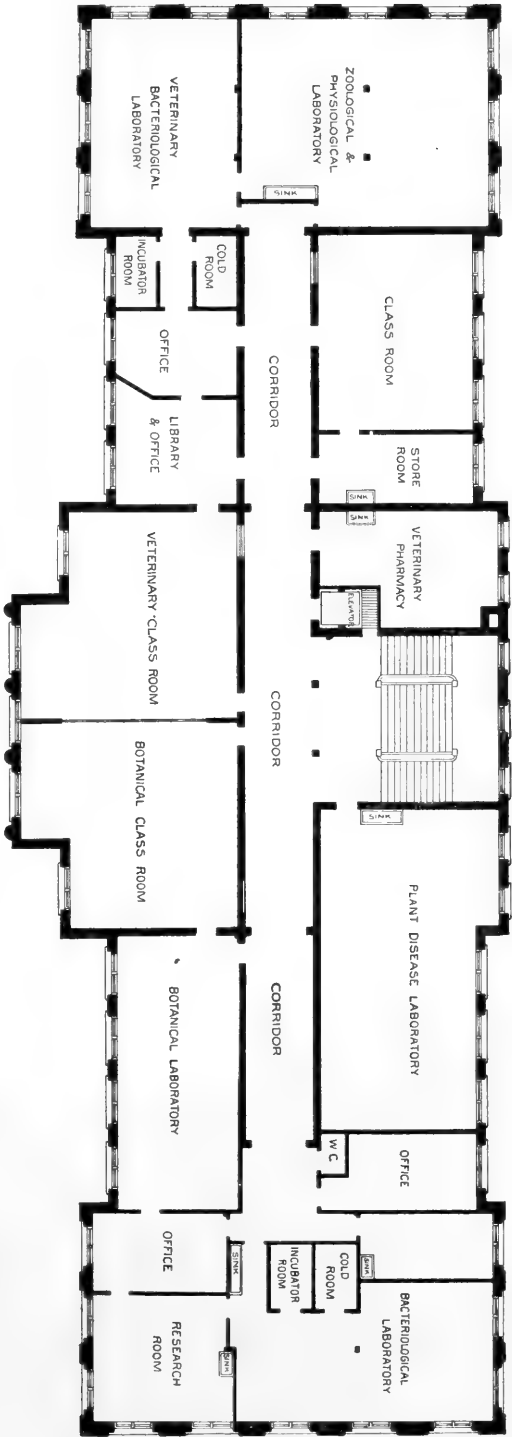 ZOOLOGICAL &
PHYSIOLOGICAL
LABORATORY
VETERINARY
BACTERIOLOGICAL
LABORATORY
SINK
COLD
ROOM
INCUBATOR
ROOM
CLASS ROOM
OFFICE
CORRIDOR
LIBRARY
& OFFICE
STORE
ROOM
SINK
SINK
VETERINARY
PHARMACY
ELEVATOR
VETERINARY CLASS ROOM
CORRIDOR
BOTANICAL CLASS ROOM
SINK
PLANT DISEASE LABORATORY
CORRIDOR
BOTANICAL LABORATORY
W C
OFFICE
OFFICE
SINK
INCUBATOR
ROOM
COLD
ROOM
SINK
BACTERIOLOGICAL
LABORATORY
RESEARCH
ROOM
SINK